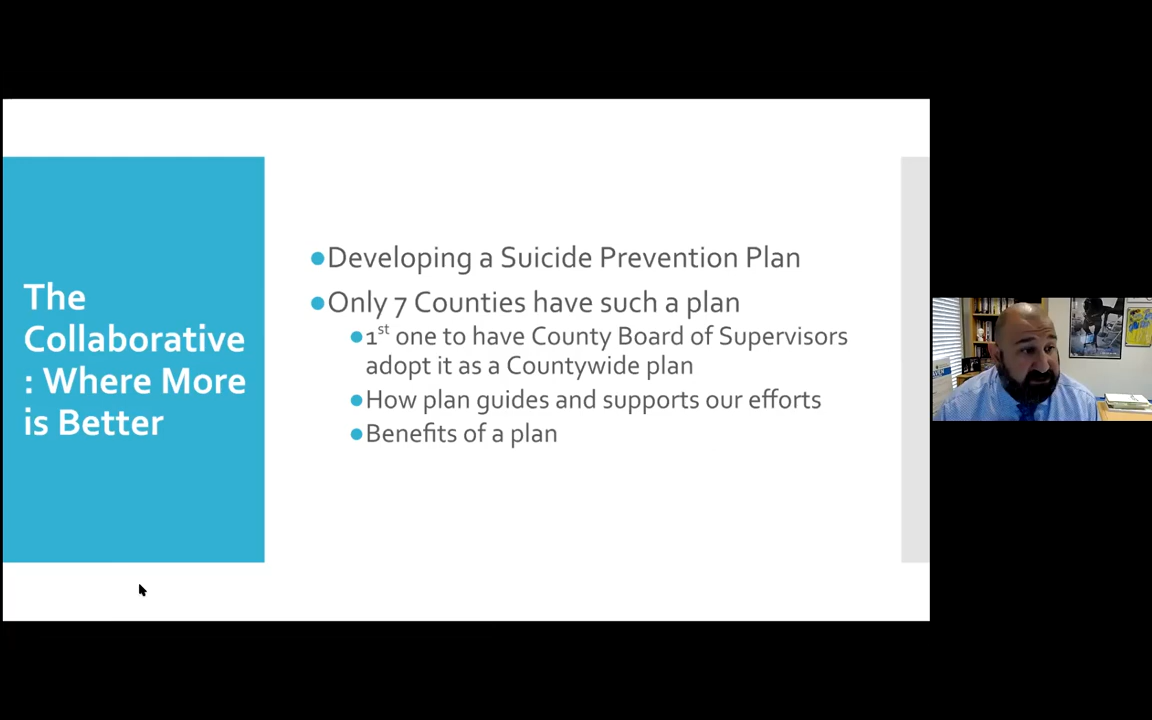 The
Collaborative
: Where More
is Better
●Developing a Suicide Prevention Plan
●Only 7 Counties have such a plan
●1st one to have County Board of Supervisors
adopt it as a Countywide plan
●How plan guides and supports our efforts
●Benefits of a plan